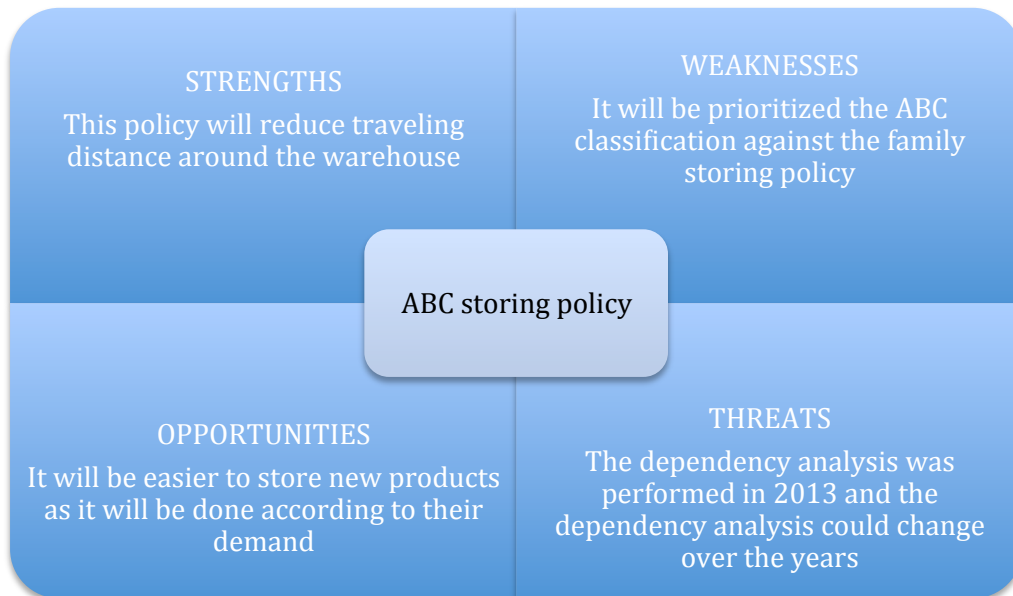 STRENGTHS
This policy will reduce traveling
distance around the warehouse
WEAKNESSES
It will be prioritized the ABC
classification against the family
storing policy
ABC storing policy
OPPORTUNITIES
It will be easier to store new products
as it will be done according to their
demand
THREATS
The dependency analysis was
performed in 2013 and the
dependency analysis could change
over the years